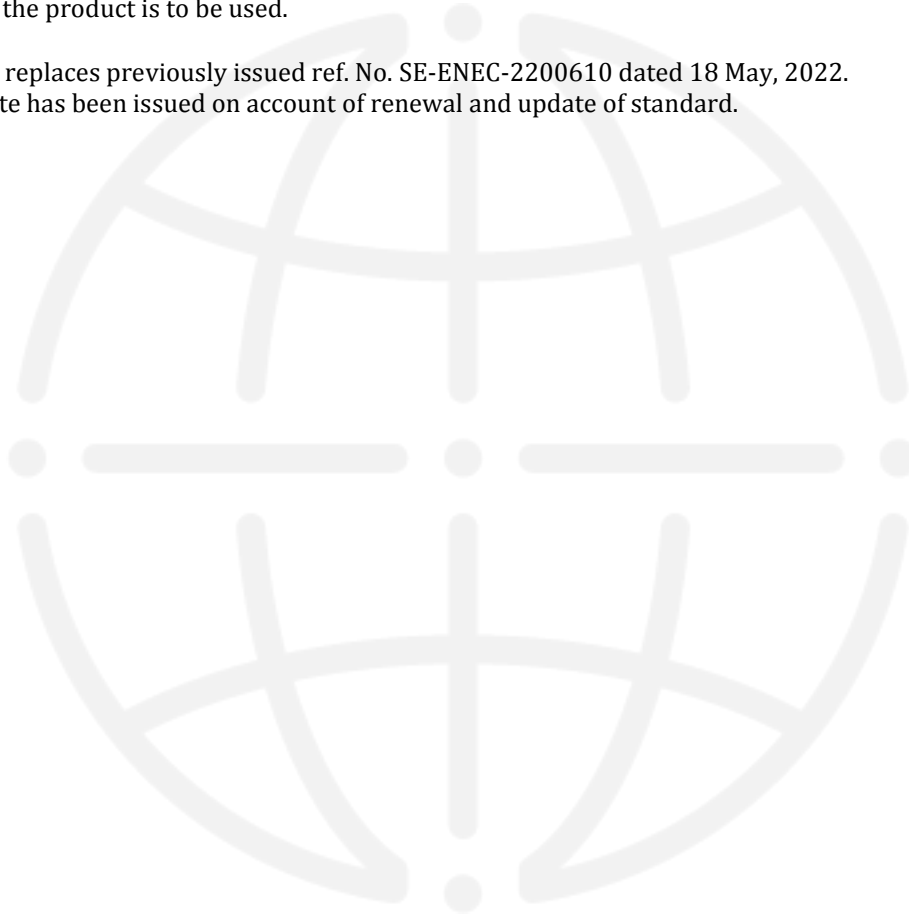 the product is to be used.
replaces previously issued ref. No. SE-ENEC-2200610 dated 18 May, 2022.
te has been issued on account of renewal and update of standard.